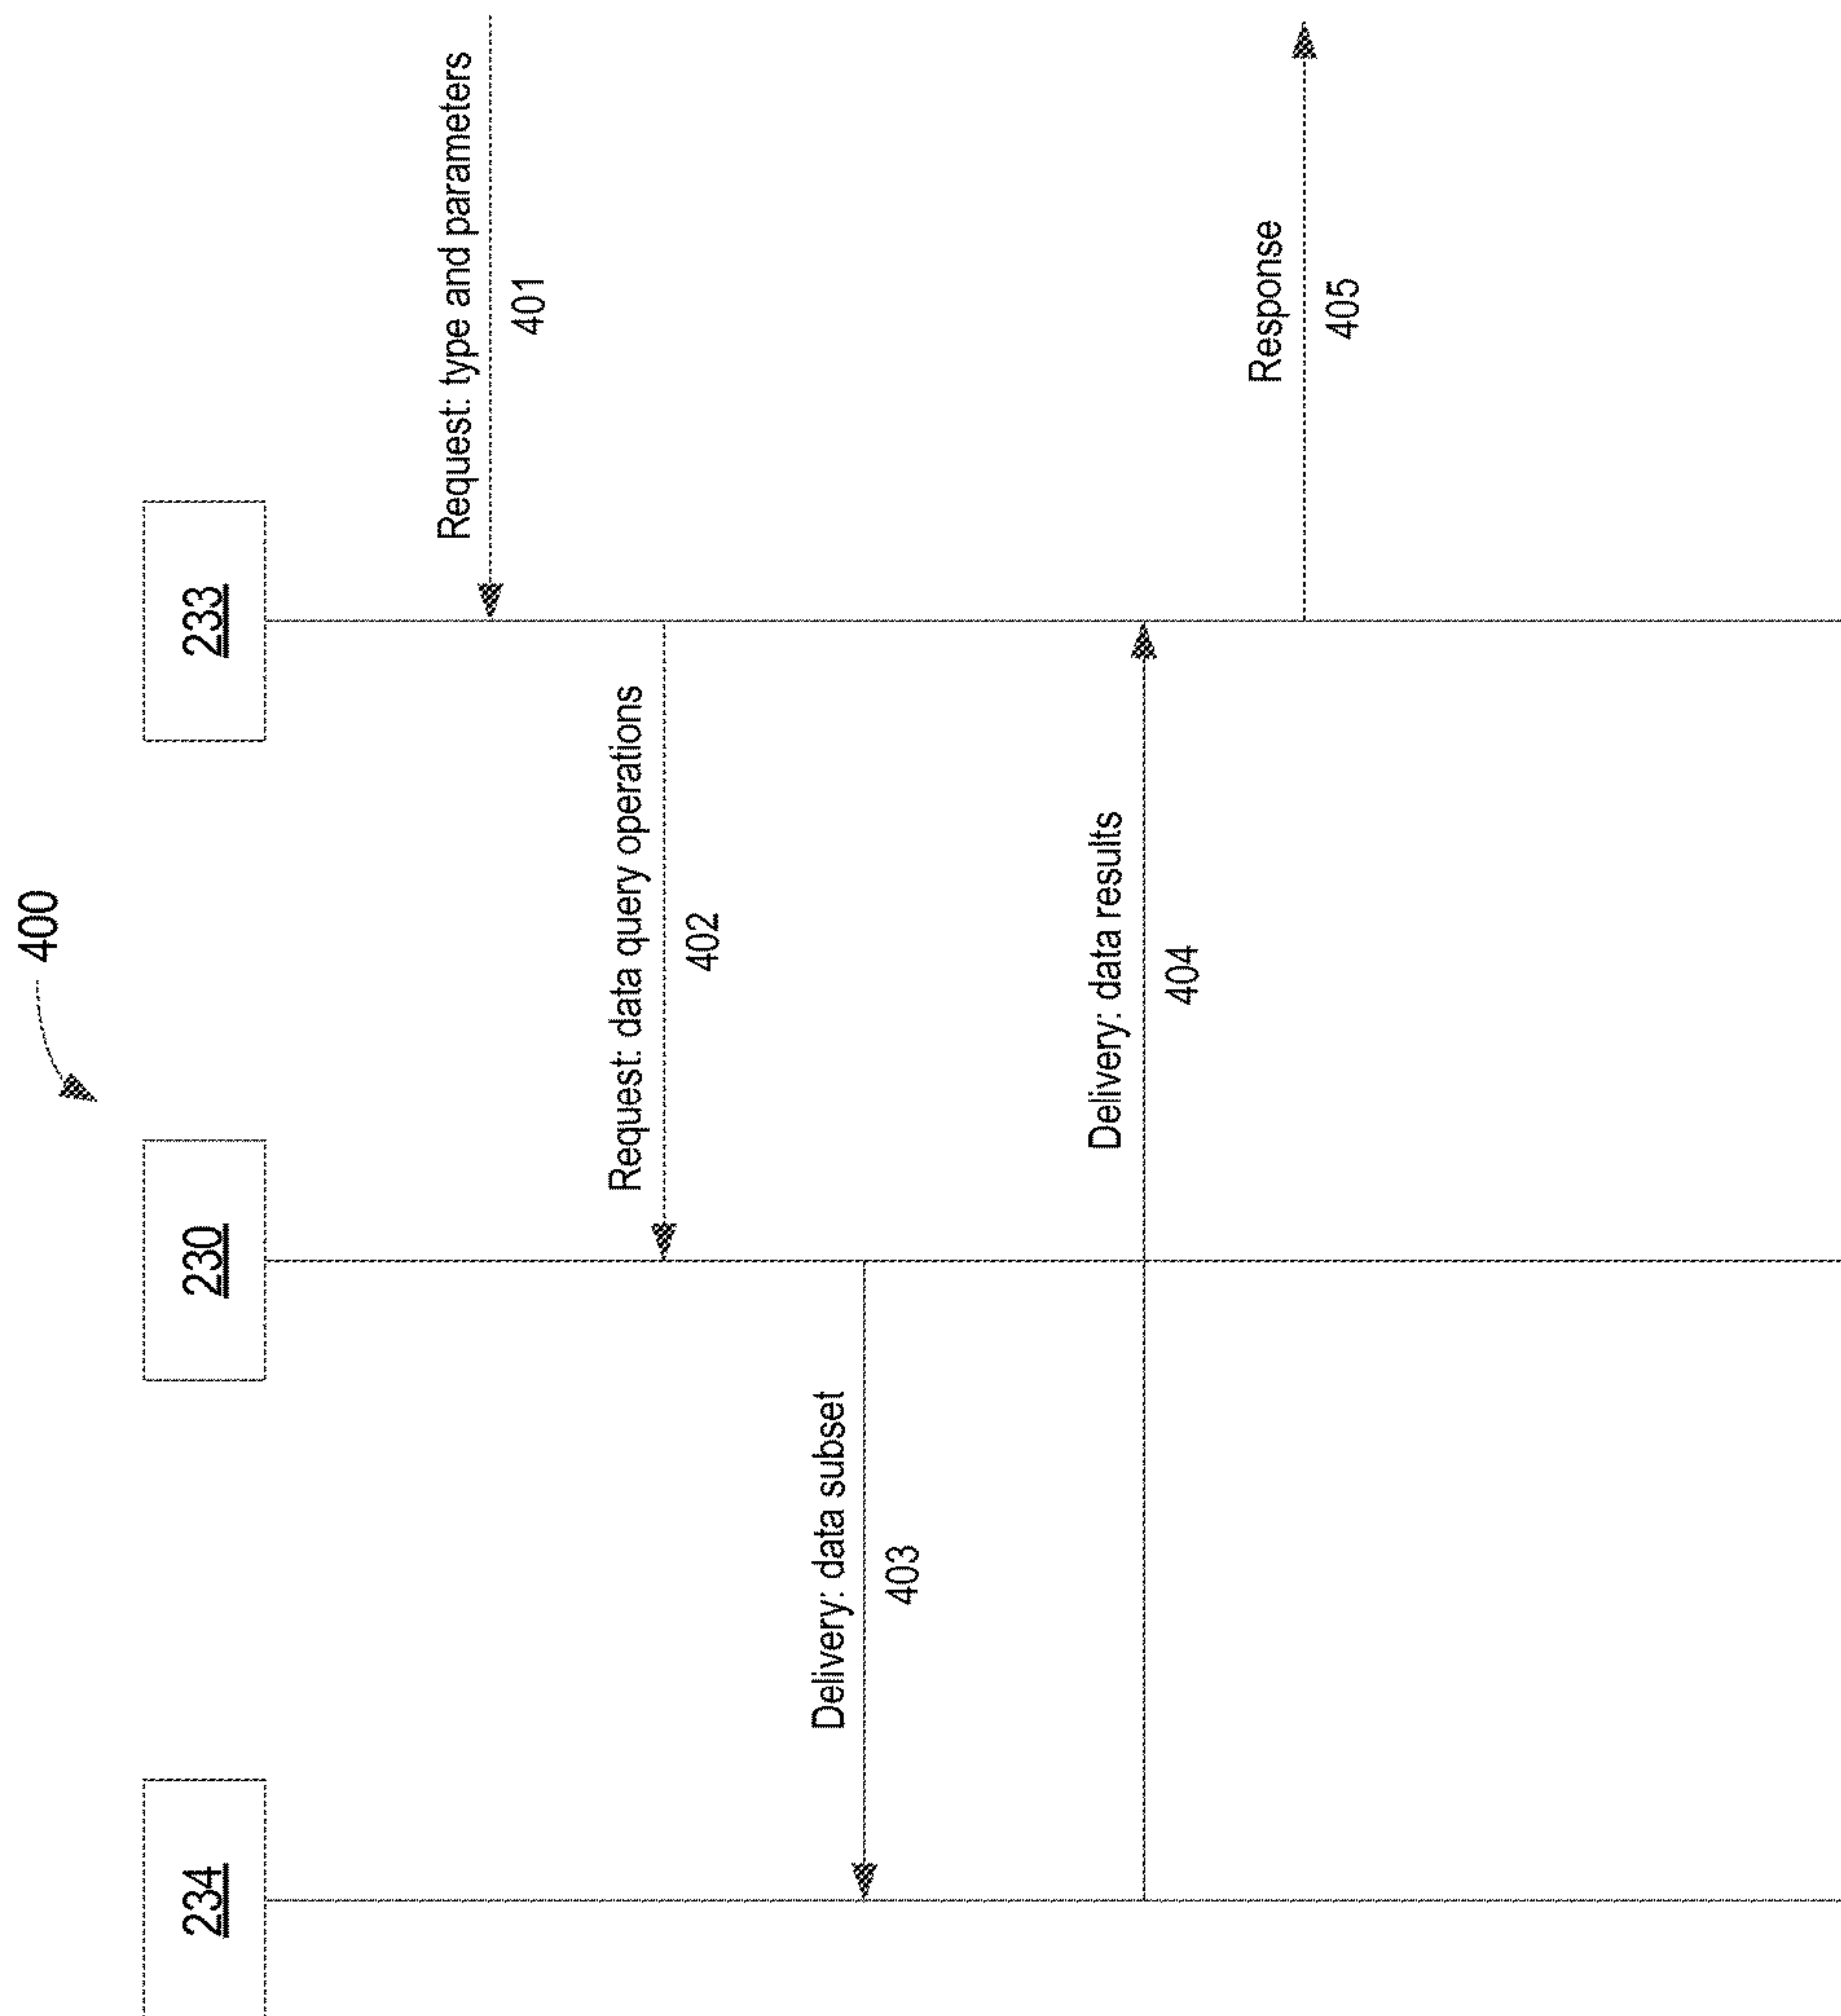 400
234
230
233
Request: type and parameters
401
Request: data query operations
402
Delivery: data subset
403
Delivery: data results
404
Response
405